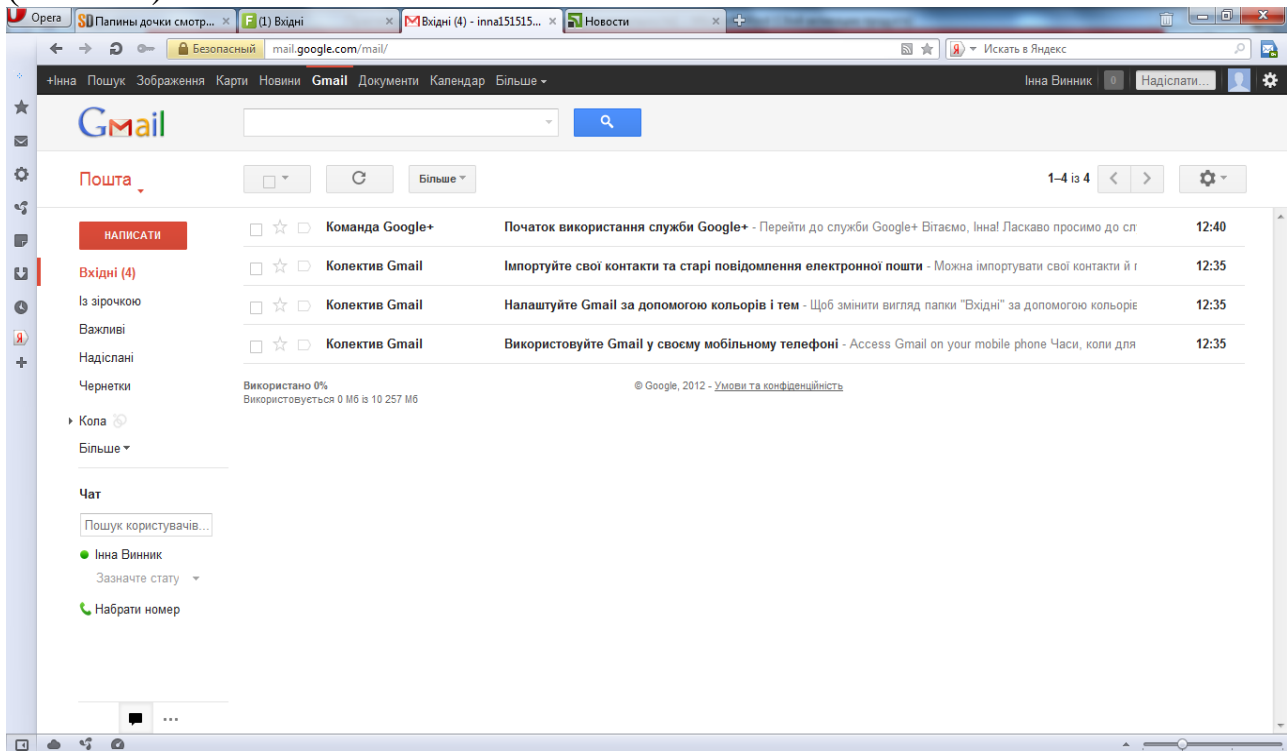 Opera
Папины дочки смотр...
(1) Вхідні
Вхідні (4) - inna151515...
Новости
Безопасный
mail.google.com/mail/
Искать в Яндекс
+Інна Пошук Зображення Карти Новини Gmail Документи Календар Більше
Інна Винник 0 Надіслати...
Gmail
Пошта
Більше
1–4 із 4
НАПИСАТИ
Команда Google+ Початок використання служби Google+ - Перейти до служби Google+ Вітаємо, Інна! Ласкаво просимо до сл 12:40
Вхідні (4)
Колектив Gmail Імпортуйте свої контакти та старі повідомлення електронної пошти - Можна імпортувати свої контакти й 12:35
Із зірочкою
Колектив Gmail Налаштуйте Gmail за допомогою кольорів і тем - Щоб змінити вигляд папки "Вхідні" за допомогою кольорів 12:35
Важливі
Колектив Gmail Використовуйте Gmail у своєму мобільному телефоні - Access Gmail on your mobile phone Часи, коли для 12:35
Надіслані
Чернетки
Використано 0%
Використовується 0 Мб із 10 257 Мб
© Google, 2012 - Умови та конфіденційність
Кола
Більше
Чат
Пошук користувачів...
Інна Винник
Зазначте стату
Набрати номер